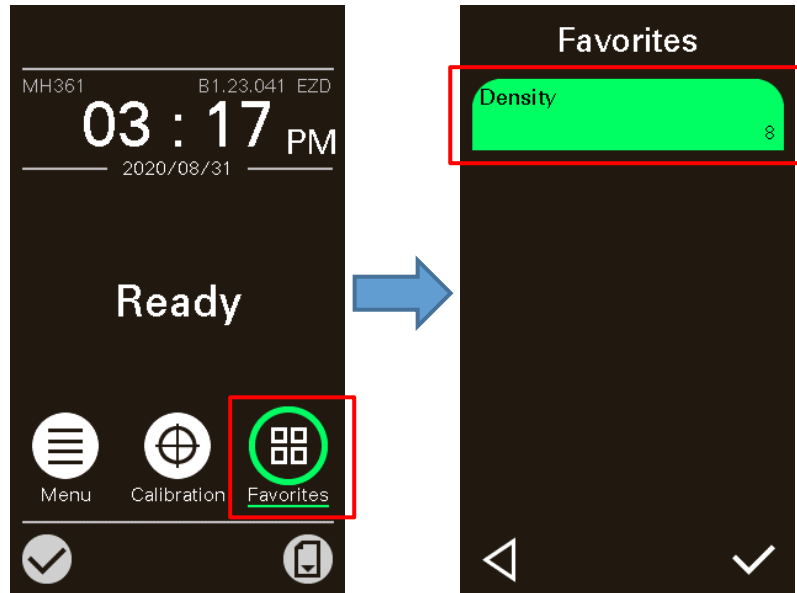 MH361 B1.23.041 EZD
03 : 17 PM
2020/08/31
Ready
Menu Calibration Favorites
Favorites
Density
8